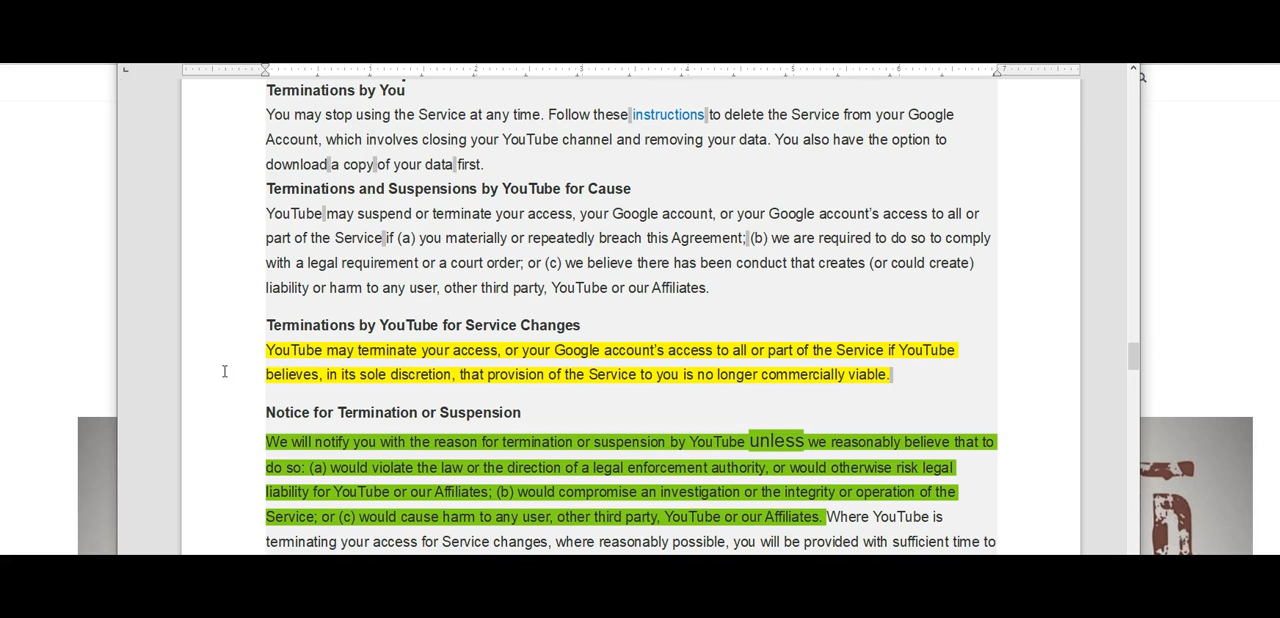 1 2 3 4 5 6 7
Terminations by You
You may stop using the Service at any time. Follow these instructions to delete the Service from your Google
Account, which involves closing your YouTube channel and removing your data. You also have the option to
download a copy of your data first.
Terminations and Suspensions by YouTube for Cause
YouTube may suspend or terminate your access, your Google account, or your Google account’s access to all or
part of the Service if (a) you materially or repeatedly breach this Agreement; (b) we are required to do so to comply
with a legal requirement or a court order; or (c) we believe there has been conduct that creates (or could create)
liability or harm to any user, other third party, YouTube or our Affiliates.
Terminations by YouTube for Service Changes
YouTube may terminate your access, or your Google account’s access to all or part of the Service if YouTube
believes, in its sole discretion, that provision of the Service to you is no longer commercially viable.
Notice for Termination or Suspension
We will notify you with the reason for termination or suspension by YouTube unless we reasonably believe that to
do so: (a) would violate the law or the direction of a legal enforcement authority, or would otherwise risk legal
liability for YouTube or our Affiliates; (b) would compromise an investigation or the integrity or operation of the
Service; or (c) would cause harm to any user, other third party, YouTube or our Affiliates. Where YouTube is
terminating your access for Service changes, where reasonably possible, you will be provided with sufficient time to